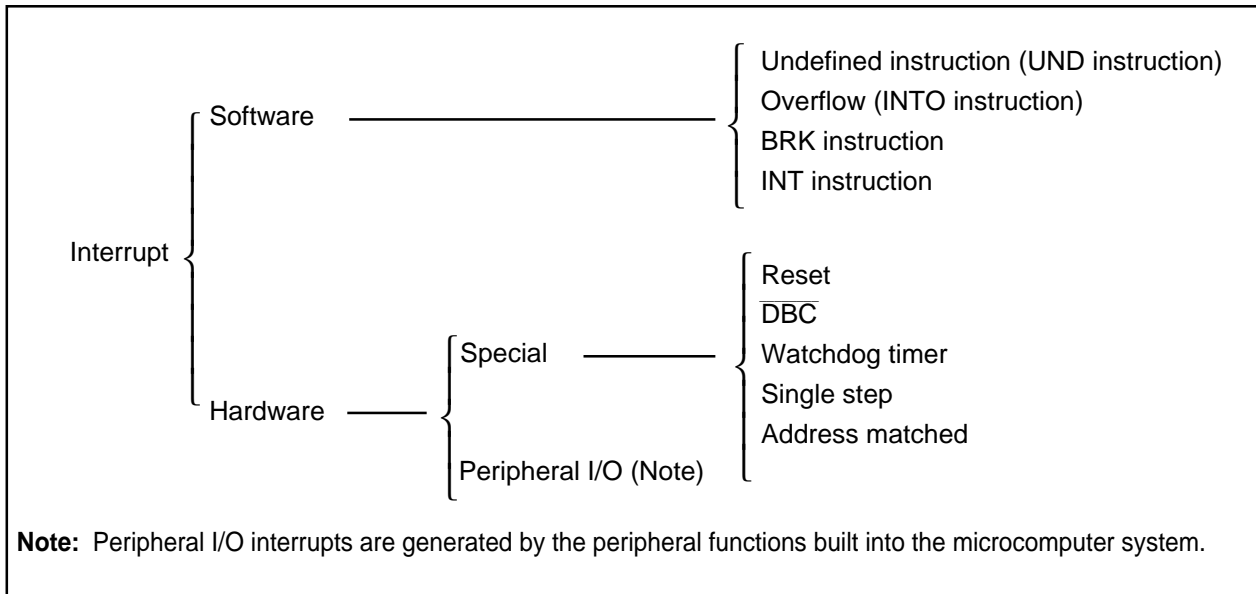 Interrupt
Software
Undefined instruction (UND instruction)
Overflow (INTO instruction)
BRK instruction
INT instruction
Hardware
Special
Reset
D̅B̅C̅
Watchdog timer
Single step
Address matched
Peripheral I/O (Note)
Note: Peripheral I/O interrupts are generated by the peripheral functions built into the microcomputer system.